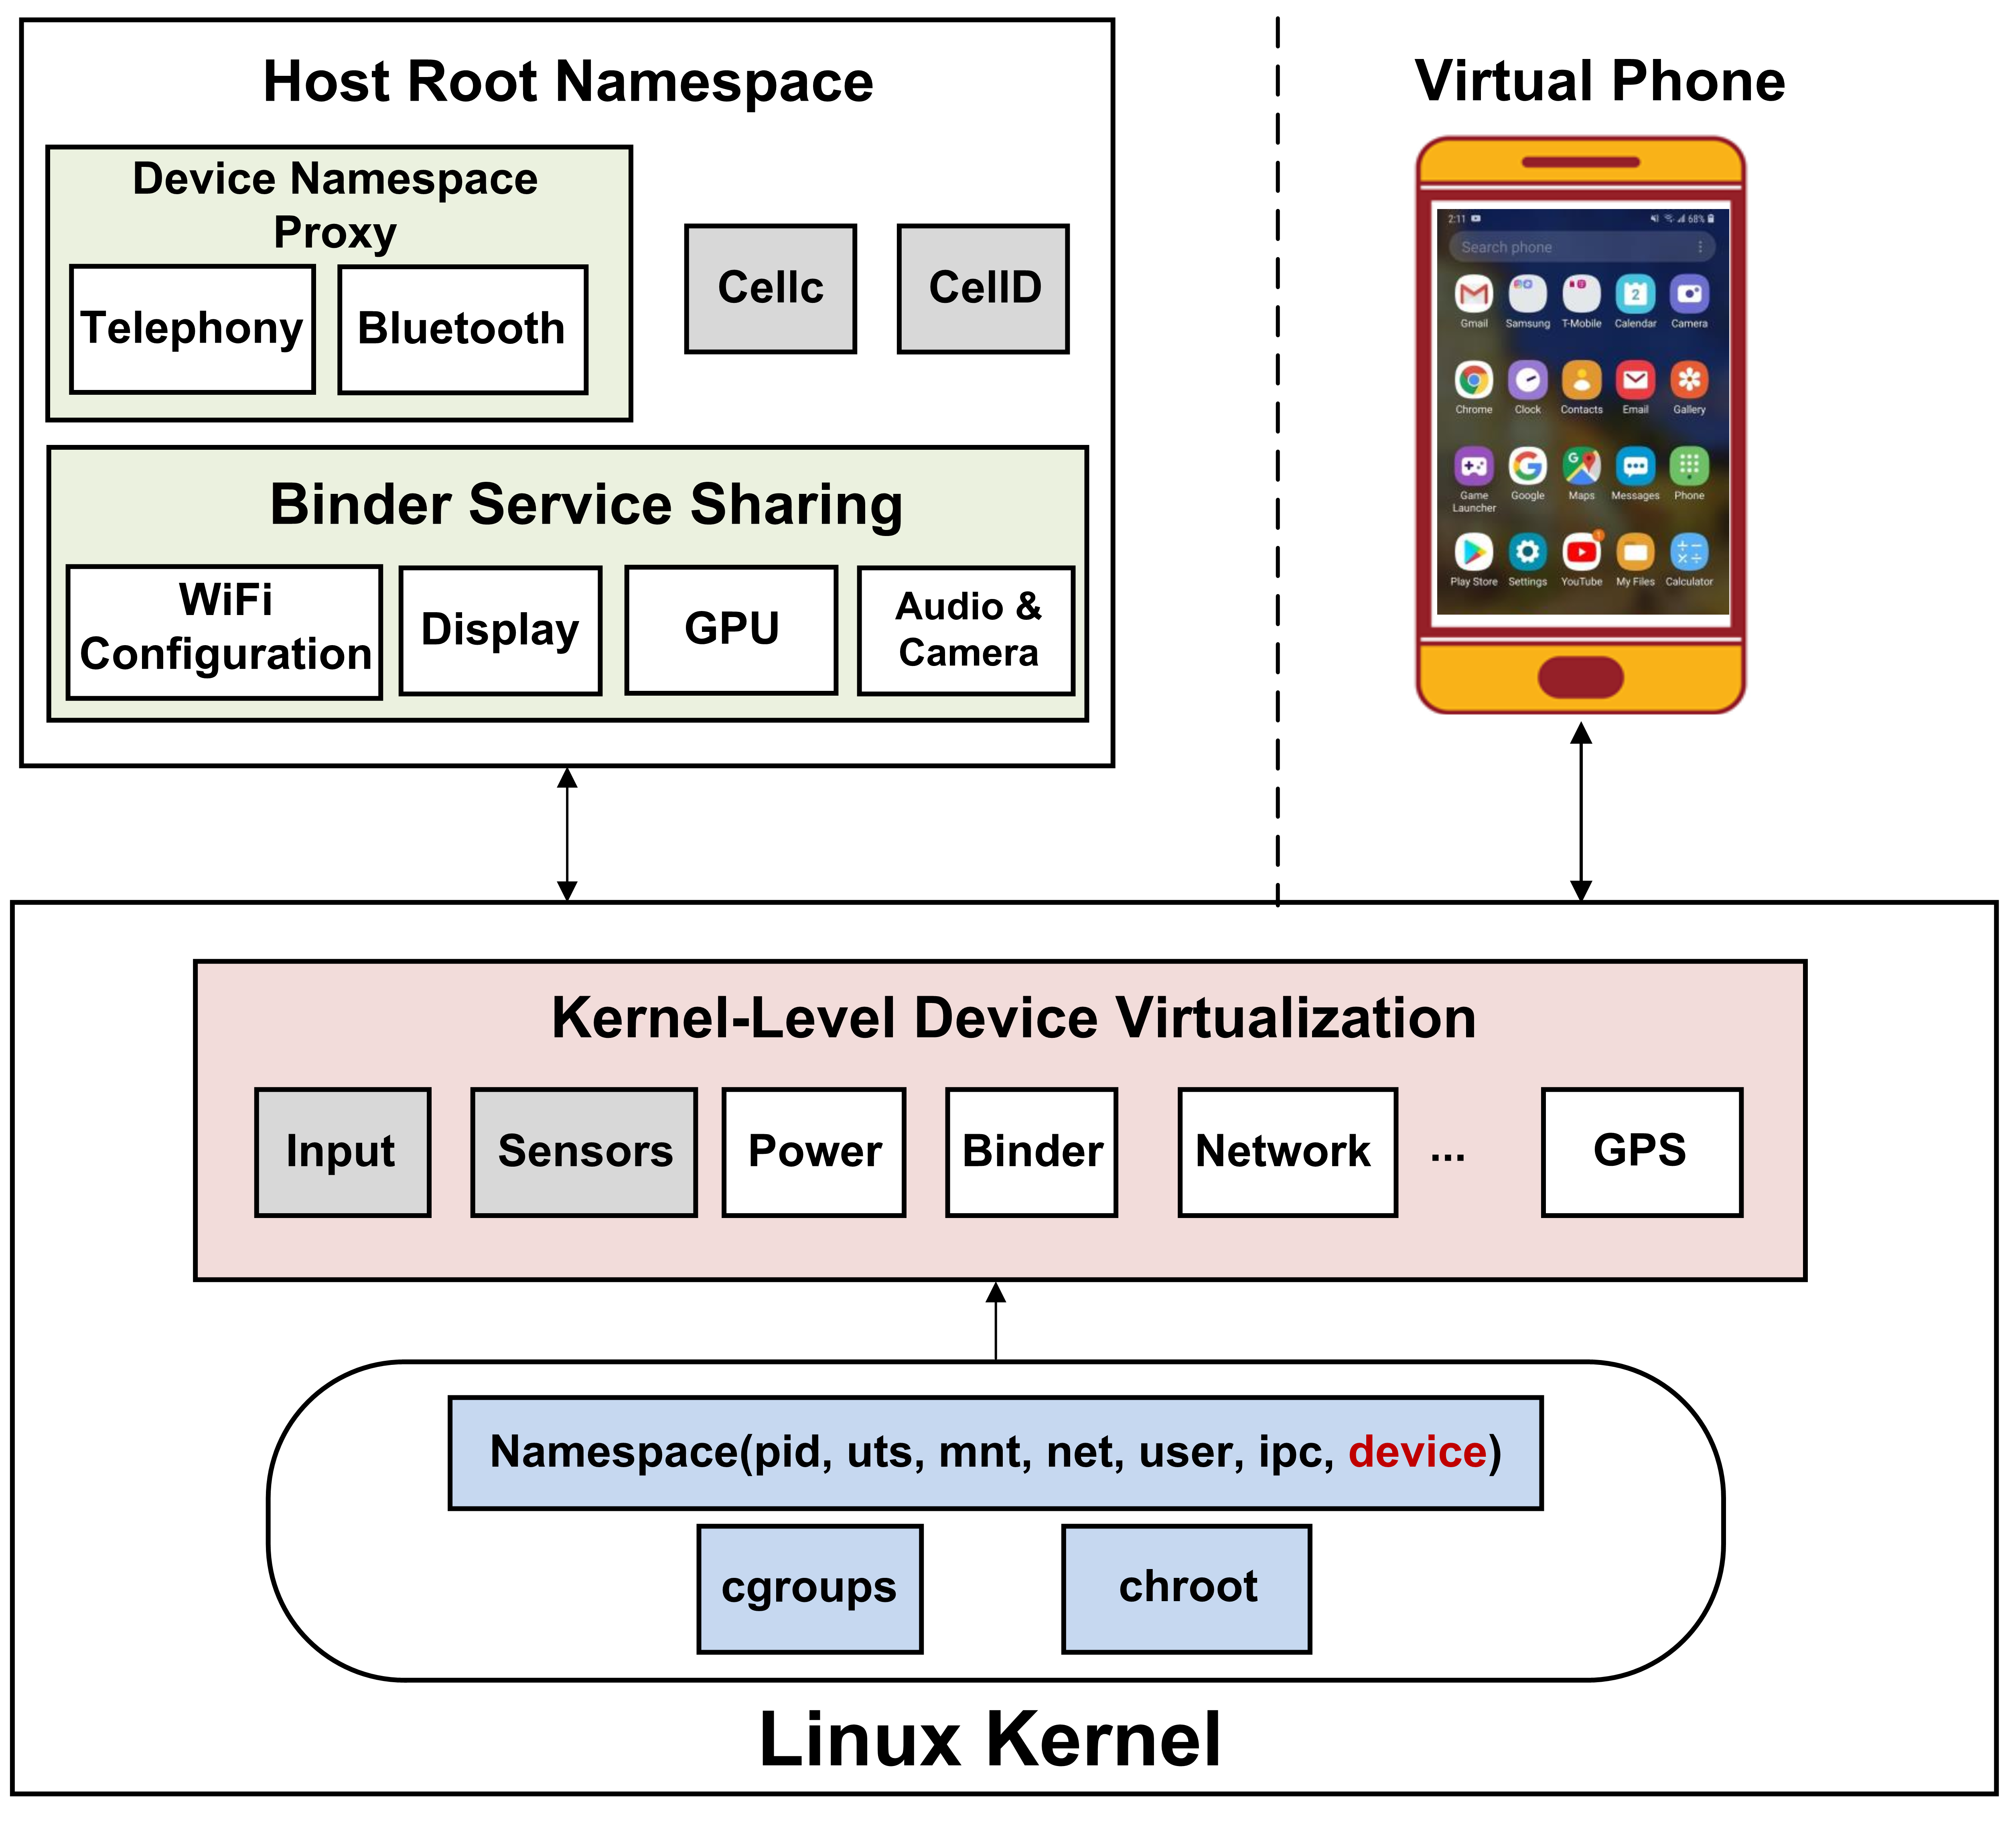 Host Root Namespace
Device Namespace
Proxy
Telephony
Bluetooth
Cellc
CellD
Binder Service Sharing
WiFi
Configuration
Display
GPU
Audio &
Camera
Virtual Phone
2:11
68%
Search phone
Gmail
Samsung
T-Mobile
Calendar
2
Camera
Chrome
Clock
Contacts
Email
Gallery
Game
Launcher
Google
Maps
Messages
Phone
Play Store
Settings
YouTube
My Files
Calculator
Kernel-Level Device Virtualization
Input
Sensors
Power
Binder
Network
...
GPS
Namespace(pid, uts, mnt, net, user, ipc, device)
cgroups
chroot
Linux Kernel